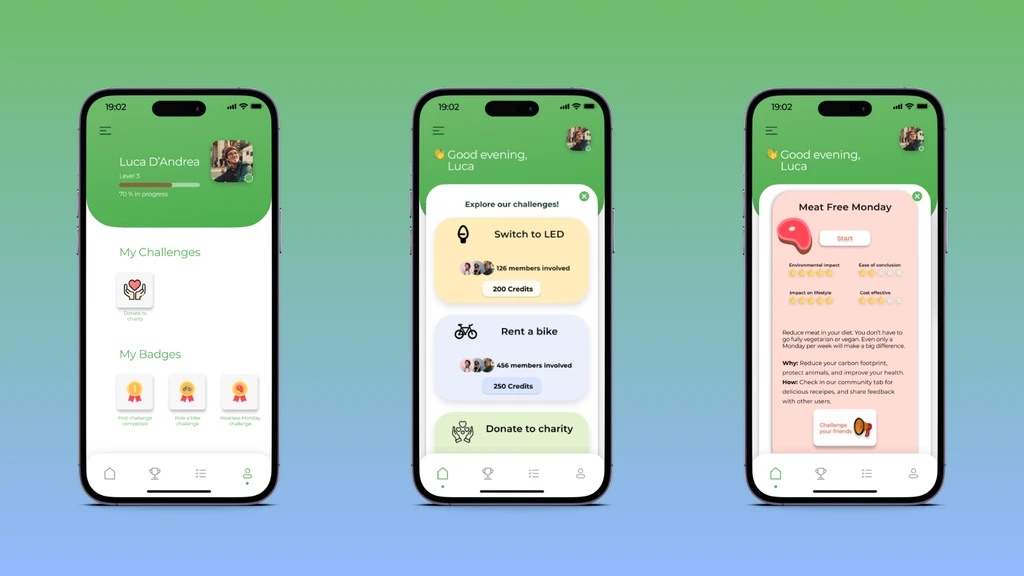 19:02
Luca D'Andrea
Level 3
70 % in progress
My Challenges
Donate to
charity
My Badges
1
First challenge
completed
Ride a bike
challenge
Meatless Monday
challenge
19:02
Good evening,
Luca
Explore our challenges!
Switch to LED
126 members involved
200 Credits
Rent a bike
456 members involved
250 Credits
Donate to charity
19:02
Good evening,
Luca
Meat Free Monday
Start
Environmental impact
Ease of conclusion
Impact on lifestyle
Cost effective
Reduce meat in your diet. You don't have to
go fully vegetarian or vegan. Even only a
Monday per week will make a big difference.
Why: Reduce your carbon footprint,
protect animals, and improve your health.
How: Check in our community tab for
delicious receipes, and share feedback
with other users.
Challenge
your friends